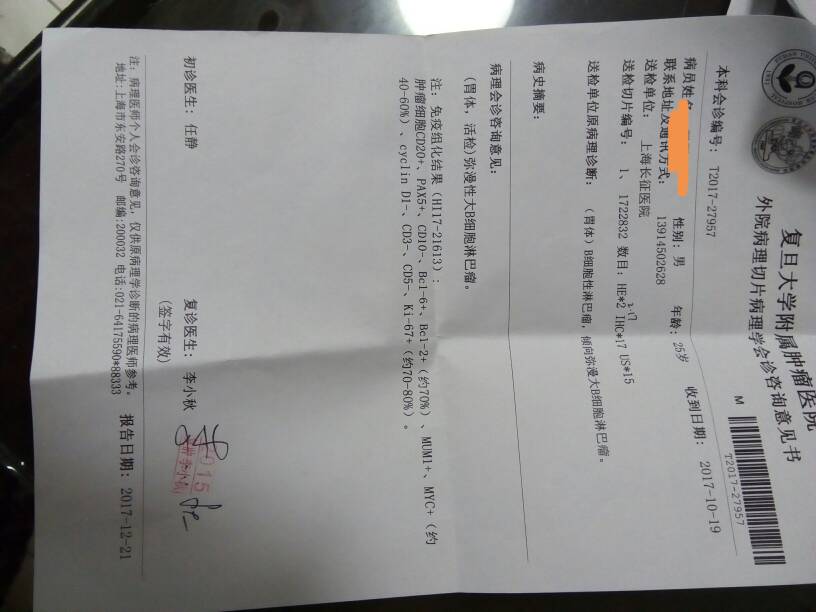 复旦大学附属肿瘤医院
外院病理切片病理学会诊咨询意见书
M
T2017-27957
本科会诊编号： T2017-27957
收到日期： 2017-10-19
病员姓名
性别：男
年龄：25岁
联系地址及通讯方式： 13914502628
送检单位： 上海长征医院
送检切片编号： 1、1722832 数目：HE*2 IHC*17 US*15
送检单位原病理诊断： （胃体）B细胞性淋巴瘤，倾向弥漫大B细胞淋巴瘤。
病史摘要：
病理会诊咨询意见：
（胃体，活检）弥漫性大B细胞淋巴瘤。
注：免疫组化结果（HI17-21613）：
肿瘤细胞CD20+、PAX5+、CD10-、Bcl-6+、Bcl-2+（约70%）、MUM1+、MYC+（约
40-60%）、cyclin D1-、CD3-、CD5-、Ki-67+（约70-80%）。
初诊医生： 任静
复诊医生： 李小秋
（签字有效）
注：病理医师个人会诊咨询意见，仅供原病理学诊断的病理医师参考。
报告日期： 2017-12-21
地址：上海市东安路270号 邮编：200032 电话：021-64175590*88333